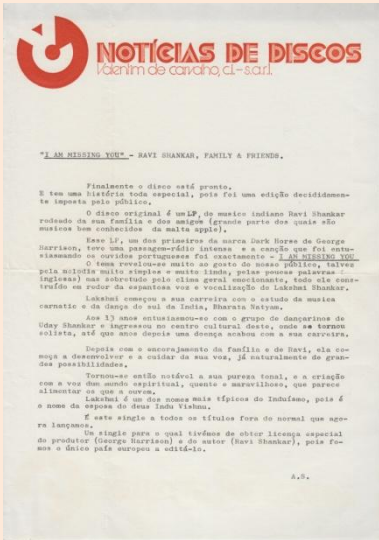 NOTÍCIAS DE DISCOS
Valentim de carvalho, c.i.-s.a.r.l.
"I AM MISSING YOU" - RAVI SHANKAR, FAMILY & FRIENDS.
Finalmente o disco está pronto.
E tem uma história toda especial, pois foi uma edição decididamen-
te imposta pelo público.
O disco original é um LP, do musico indiano Ravi Shankar
rodeado da sua família e dos amigos (grande parte dos quais são
musicos bem conhecidos da malta apple).
Esse LP, um dos primeiros da marca Dark Horse da George
Harrison, teve uma passagem-rádio intensa e a canção que foi entu-
siasmando os ouvidos portugueses foi exactamente - I AM MISSING YOU
O tema revelou-se muito ao gosto do nosso público, talvez
pela melodia muito simples e muito linda, pelas poucas palavras
inglesas) mas sobretudo pelo clima geral emocionante, todo ele cons-
truído em redor da espantosa voz e vocalização de Lakshmi Shankar.
Lakshmi começou a sua carreira com o estudo da musica
carnatic e da dança do sul da India, Bharata Natyam.
Aos 13 anos entusiasmou-se com o grupo de dançarinos de
Uday Shankar e ingressou no centro cultural deste, onde se tornou
solista, até que anos depois uma doença acabou com a sua carreira.
Depois com o encorajamento da família e de Ravi, ela co-
meça a desenvolver e a cuidar da sua voz, já naturalmente de gran-
des possibilidades.
Tornou-se então notável a sua pureza tonal, e a criação
com a voz dum mundo espiritual, quente e maravilhoso, que parece
alimentar os que a ouvem.
Lakshmi é um dos nomes mais típicos do Induísmo, pois é
o nome da esposa do deus Indu Vishnu.
É este single a todos os títulos fora do normal que ago-
ra lançamos.
Um single para o qual tivémos de obter licença especial
do produtor (George Harrison) e do autor (Ravi Shankar), pois fo-
mos o único país europeu a editá-lo.
A.S.